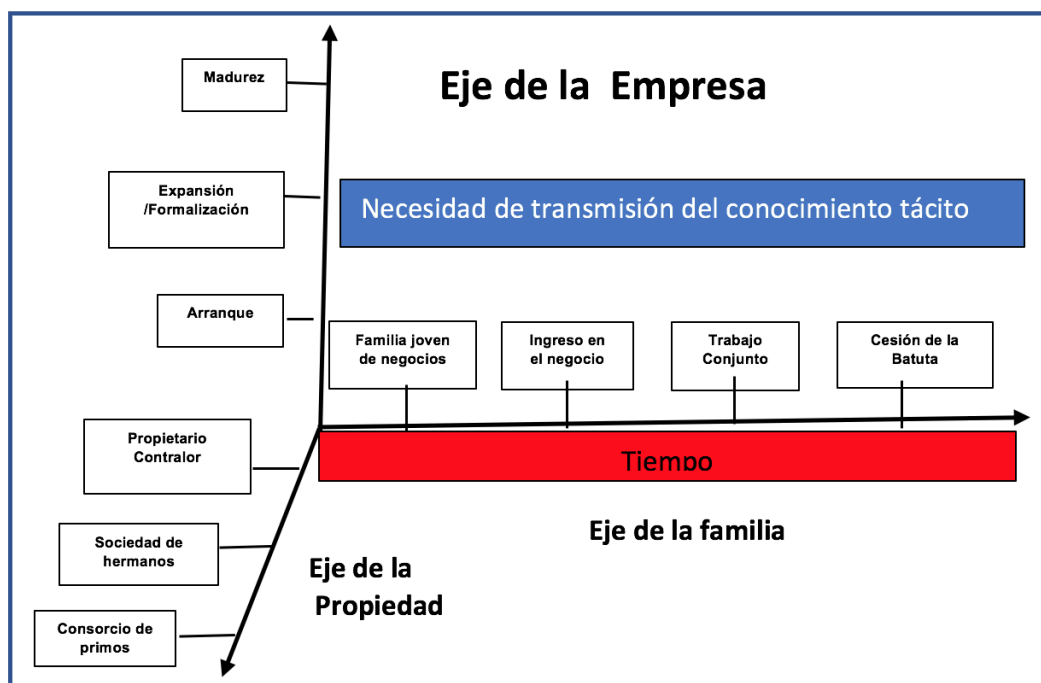 Eje de la  Empresa
Madurez
Expansión
/Formalización
Necesidad de transmisión del conocimiento tácito
Arranque
Familia joven
de negocios
Ingreso en
el negocio
Trabajo
Conjunto
Cesión de la
Batuta
Propietario
Contralor
Tiempo
Eje de la familia
Sociedad de
hermanos
Eje de la
Propiedad
Consorcio de
primos